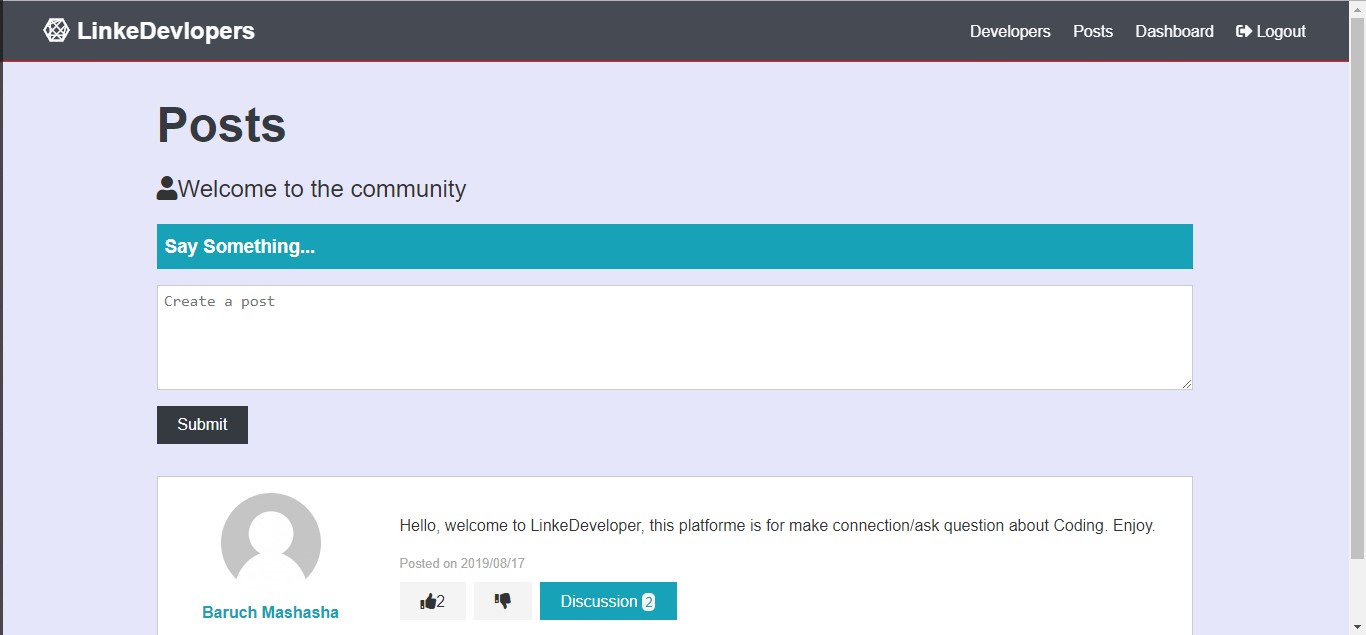 LinkeDevlopers
Developers Posts Dashboard Logout
Posts
Welcome to the community
Say Something...
Create a post
Submit
Hello, welcome to LinkeDeveloper, this platforme is for make connection/ask question about Coding. Enjoy.
Posted on 2019/08/17
2 Discussion 2
Baruch Mashasha